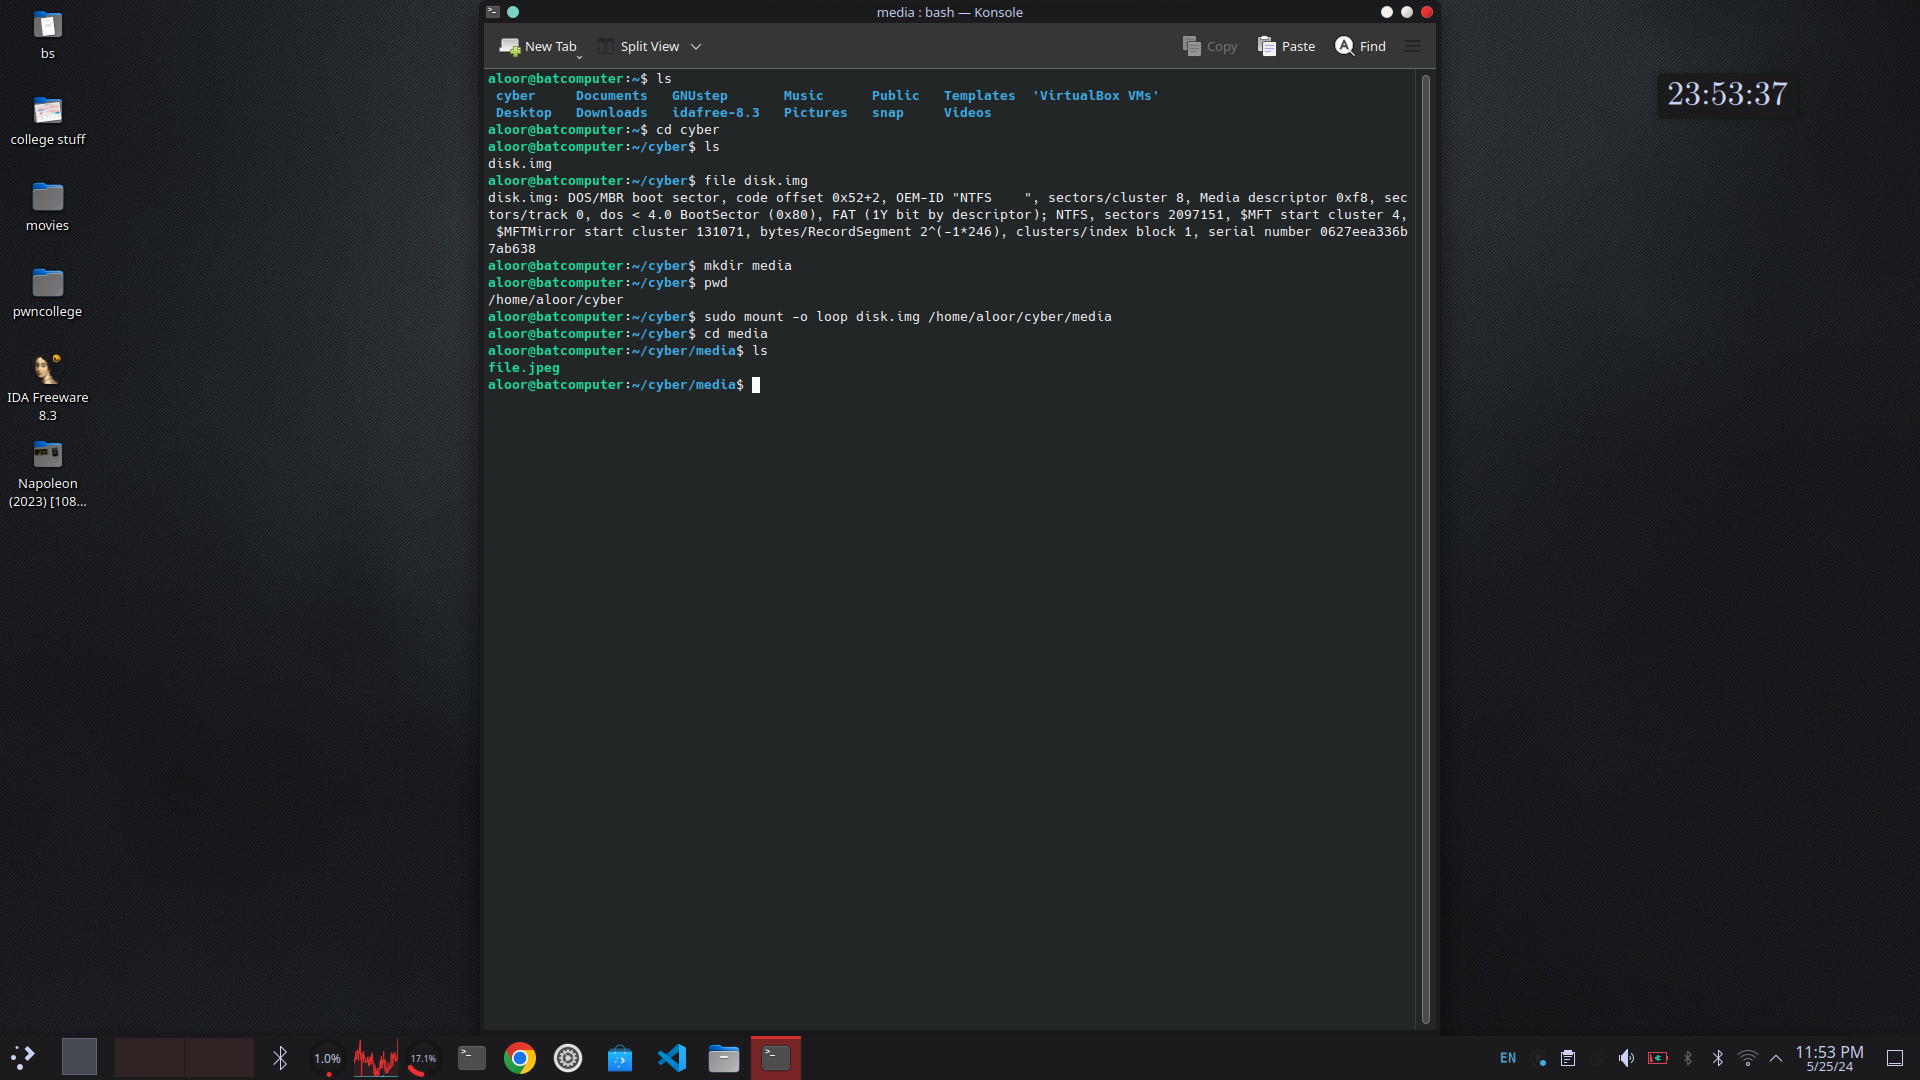 media : bash — Konsole
New Tab
Split View
Copy
Paste
Find
aloor@batcomputer:~$ ls
cyber Documents GNUstep Music Public Templates 'VirtualBox VMs'
Desktop Downloads idafree-8.3 Pictures snap Videos
aloor@batcomputer:~$ cd cyber
aloor@batcomputer:~/cyber$ ls
disk.img
aloor@batcomputer:~/cyber$ file disk.img
disk.img: DOS/MBR boot sector, code offset 0x52+2, OEM-ID "NTFS    ", sectors/cluster 8, Media descriptor 0xf8, sec
tors/track 0, dos < 4.0 BootSector (0x80), FAT (1Y bit by descriptor); NTFS, sectors 2097151, $MFT start cluster 4,
$MFTMirror start cluster 131071, bytes/RecordSegment 2^(-1*246), clusters/index block 1, serial number 0627eea336b
7ab638
aloor@batcomputer:~/cyber$ mkdir media
aloor@batcomputer:~/cyber$ pwd
/home/aloor/cyber
aloor@batcomputer:~/cyber$ sudo mount -o loop disk.img /home/aloor/cyber/media
aloor@batcomputer:~/cyber$ cd media
aloor@batcomputer:~/cyber/media$ ls
file.jpeg
aloor@batcomputer:~/cyber/media$
bs
college stuff
movies
pwncollege
IDA Freeware
8.3
Napoleon
(2023) [108...
23:53:37
1.0%
17.1%
EN
11:53 PM
5/25/24